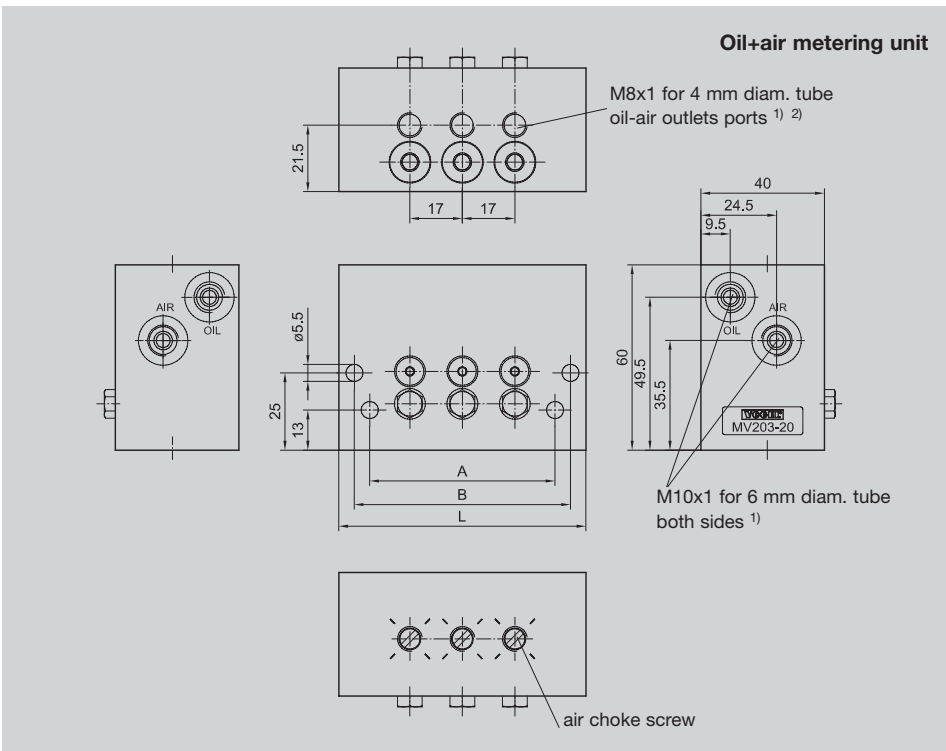 Oil+air metering unit
M8x1 for 4 mm diam. tube
oil-air outlets ports 1) 2)
21.5
17
17
40
24.5
9.5
AIR
OIL
ø5.5
25
13
A
B
L
AIR
OIL
60
49.5
35.5
VOGEL
MV203-20
M10x1 for 6 mm diam. tube
both sides 1)
air choke screw